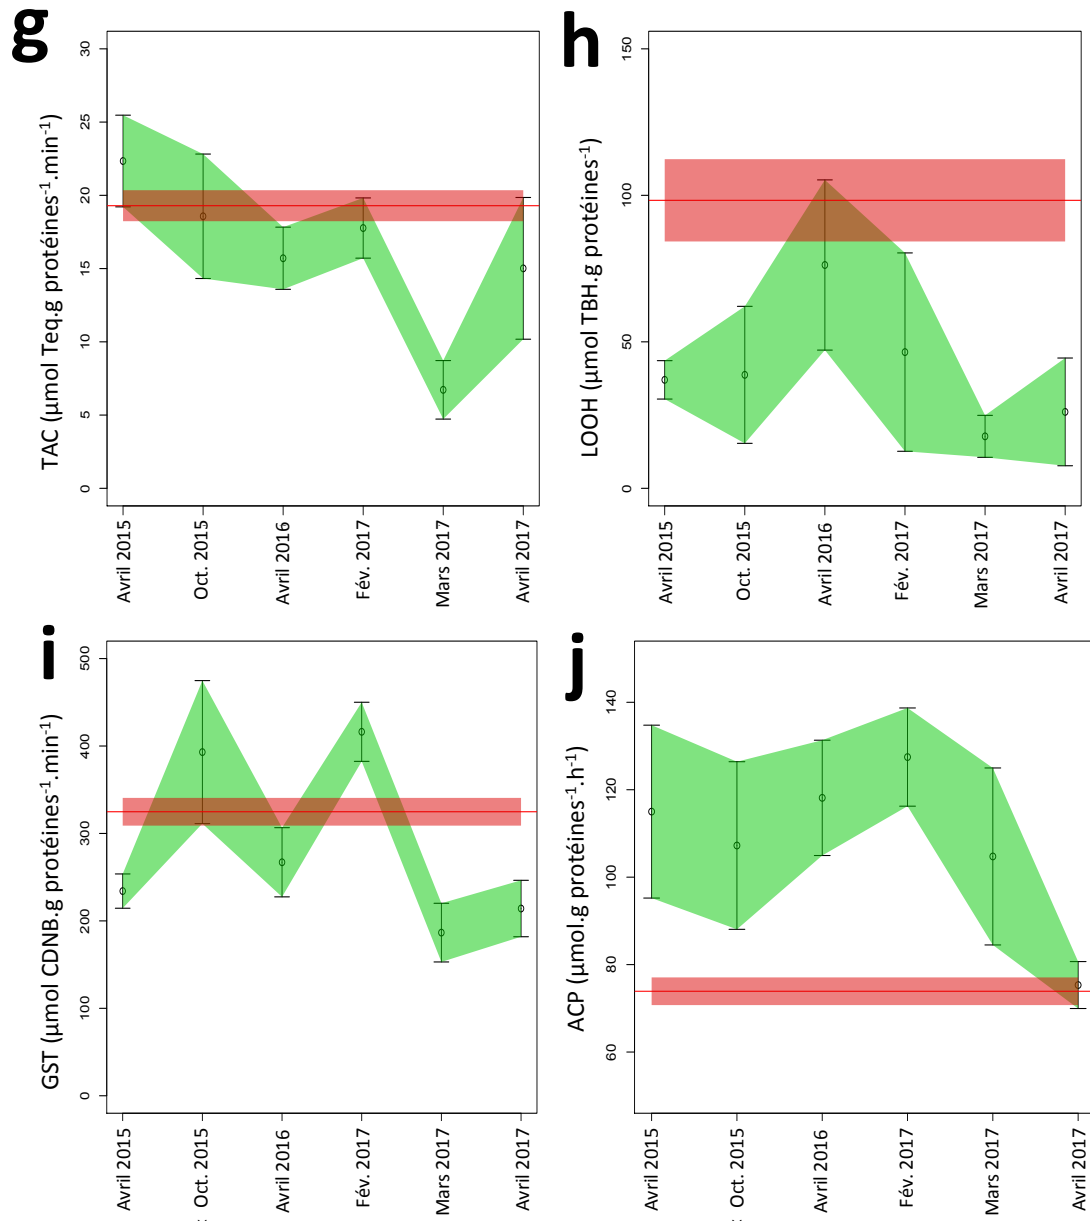 g
TAC (µmol Teq.g protéines⁻¹.min⁻¹)
30
25
20
15
10
5
0
Avril 2015
Oct. 2015
Avril 2016
Fév. 2017
Mars 2017
Avril 2017
h
LOOH (µmol TBH.g protéines⁻¹)
150
100
50
0
Avril 2015
Oct. 2015
Avril 2016
Fév. 2017
Mars 2017
Avril 2017
i
GST (µmol CDNB.g protéines⁻¹.min⁻¹)
500
400
300
200
100
0
Avril 2015
Oct. 2015
Avril 2016
Fév. 2017
Mars 2017
Avril 2017
j
ACP (µmol.g protéines⁻¹.h⁻¹)
140
120
100
80
60
Avril 2015
Oct. 2015
Avril 2016
Fév. 2017
Mars 2017
Avril 2017